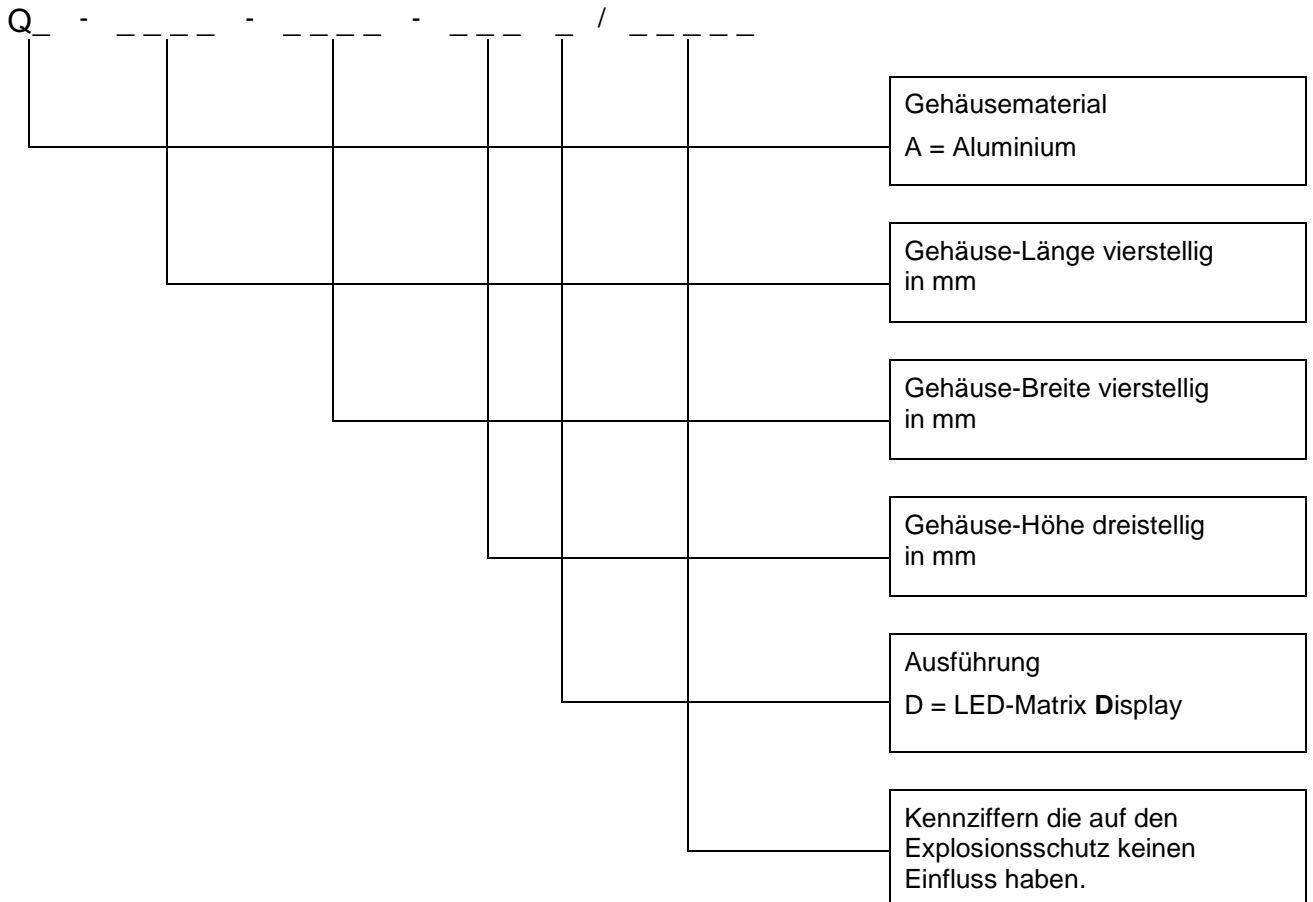 Q_ - _ _ _ _ - _ _ _ _ - _ _ _ _ / _ _ _ _ _
Gehäusematerial
A = Aluminium
Gehäuse-Länge vierstellig
in mm
Gehäuse-Breite vierstellig
in mm
Gehäuse-Höhe dreistellig
in mm
Ausführung
D = LED-Matrix Display
Kennziffern die auf den
Explosionsschutz keinen
Einfluss haben.